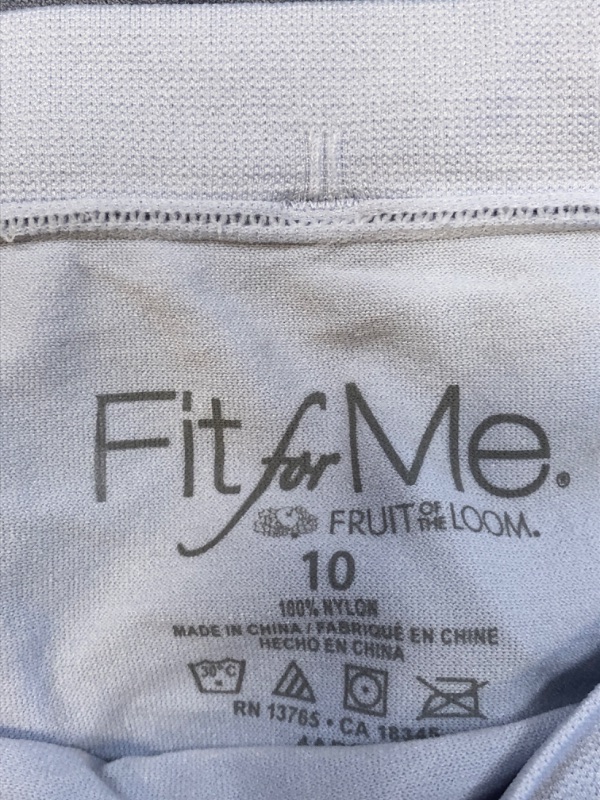 Fit for Me®
FRUIT OF THE LOOM®
10
100% NYLON
MADE IN CHINA / FABRIQUÉ EN CHINE
HECHO EN CHINA
30°C
RN 13765 • CA 18345